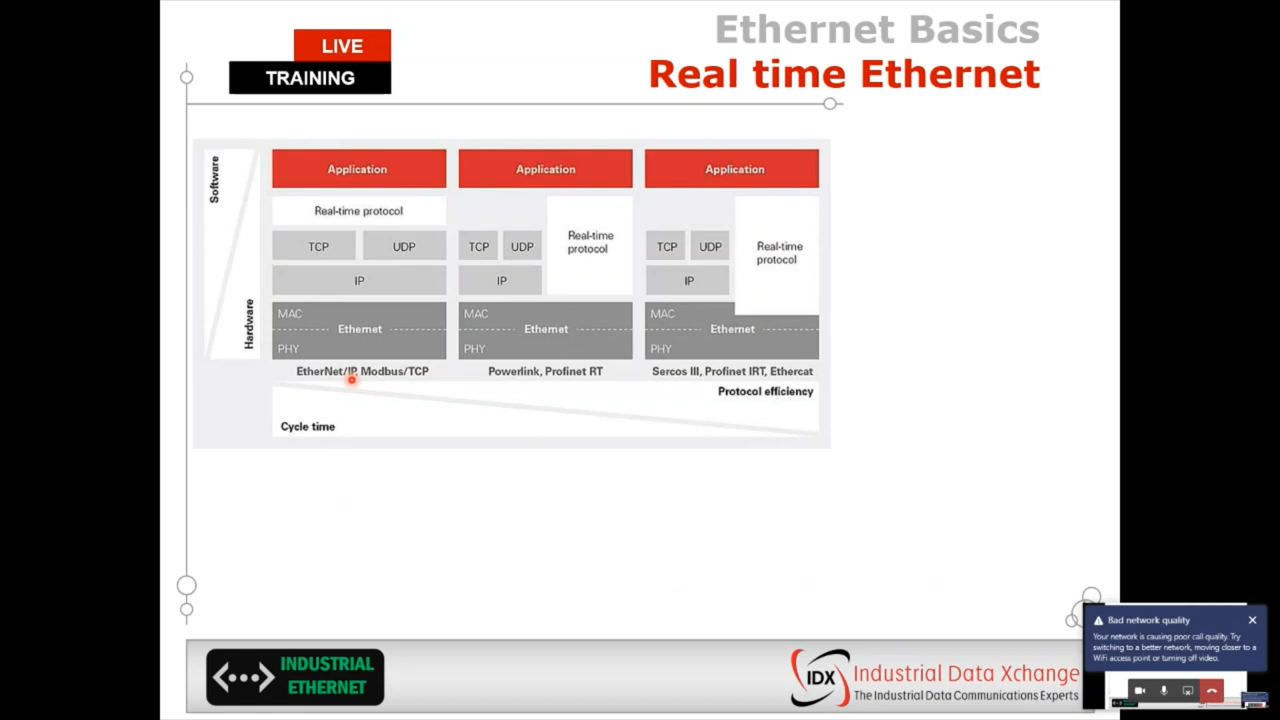 Ethernet Basics
LIVE
TRAINING
Real time Ethernet
Software
Hardware
Application
Application
Application
Real-time protocol
TCP
UDP
IP
MAC
Ethernet
PHY
EtherNet/IP, Modbus/TCP
TCP
UDP
Real-time
protocol
IP
MAC
Ethernet
PHY
Powerlink, Profinet RT
TCP
UDP
Real-time
protocol
IP
MAC
Ethernet
PHY
Sercos III, Profinet IRT, Ethercat
Protocol efficiency
Cycle time
INDUSTRIAL
ETHERNET
IDX
Industrial Data Xchange
The Industrial Data Communications Experts
Bad network quality
Your network is causing poor call quality. Try
switching to a better network, moving closer to a
WiFi access point or turning off video.